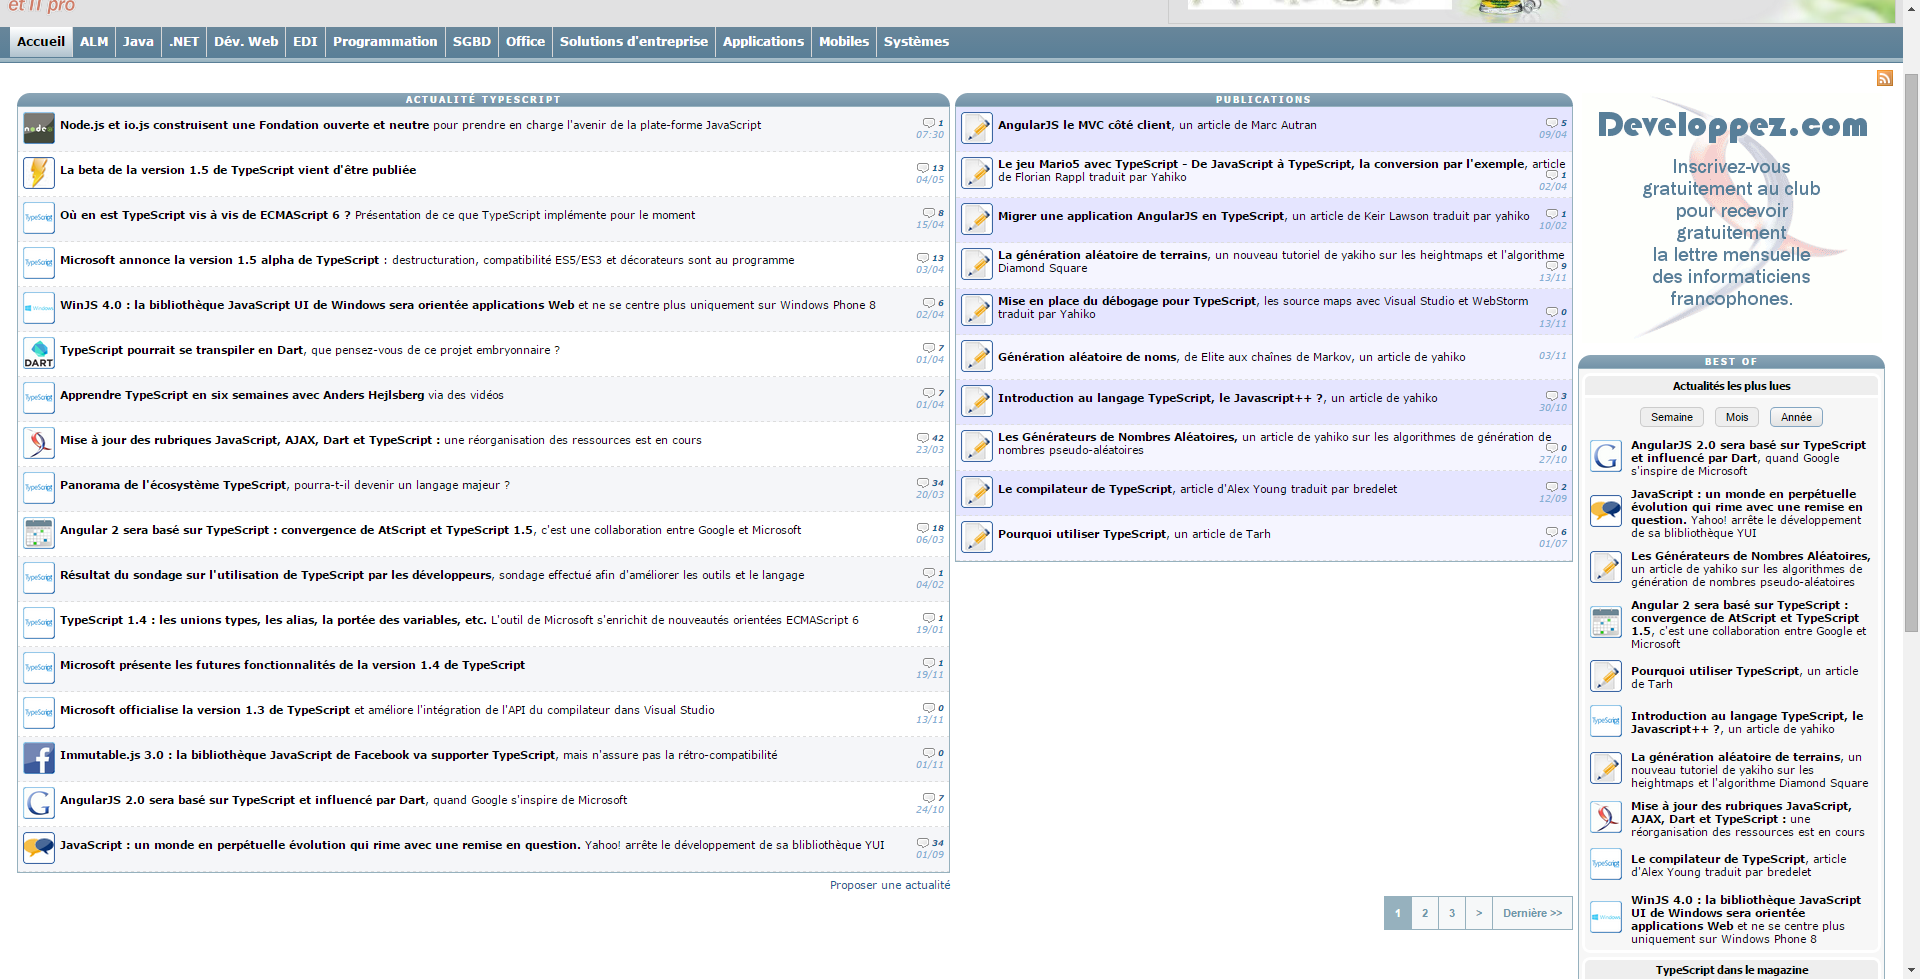 et IT pro
Accueil ALM Java .NET Dév. Web EDI Programmation SGBD Office Solutions d'entreprise Applications Mobiles Systèmes
ACTUALITÉ TYPESCRIPT
Node.js et io.js construisent une Fondation ouverte et neutre pour prendre en charge l'avenir de la plate-forme JavaScript
1
07:30
La beta de la version 1.5 de TypeScript vient d'être publiée
13
04/05
Où en est TypeScript vis à vis de ECMAScript 6 ? Présentation de ce que TypeScript implémente pour le moment
8
15/04
Microsoft annonce la version 1.5 alpha de TypeScript : destructuration, compatibilité ES5/ES3 et décorateurs sont au programme
13
03/04
WinJS 4.0 : la bibliothèque JavaScript UI de Windows sera orientée applications Web et ne se centre plus uniquement sur Windows Phone 8
6
02/04
DART
TypeScript pourrait se transpiler en Dart, que pensez-vous de ce projet embryonnaire ?
7
01/04
Apprendre TypeScript en six semaines avec Anders Hejlsberg via des vidéos
7
01/04
Mise à jour des rubriques JavaScript, AJAX, Dart et TypeScript : une réorganisation des ressources est en cours
42
23/03
Panorama de l'écosystème TypeScript, pourra-t-il devenir un langage majeur ?
34
20/03
Angular 2 sera basé sur TypeScript : convergence de AtScript et TypeScript 1.5, c'est une collaboration entre Google et Microsoft
18
06/03
Résultat du sondage sur l'utilisation de TypeScript par les développeurs, sondage effectué afin d'améliorer les outils et le langage
1
04/02
TypeScript 1.4 : les unions types, les alias, la portée des variables, etc. L'outil de Microsoft s'enrichit de nouveautés orientées ECMAScript 6
1
19/01
Microsoft présente les futures fonctionnalités de la version 1.4 de TypeScript
1
19/11
Microsoft officialise la version 1.3 de TypeScript et améliore l'intégration de l'API du compilateur dans Visual Studio
0
13/11
Immutable.js 3.0 : la bibliothèque JavaScript de Facebook va supporter TypeScript, mais n'assure pas la rétro-compatibilité
0
01/11
AngularJS 2.0 sera basé sur TypeScript et influencé par Dart, quand Google s'inspire de Microsoft
7
24/10
JavaScript : un monde en perpétuelle évolution qui rime avec une remise en question. Yahoo! arrête le développement de sa blibliothèque YUI
34
01/09
Proposer une actualité
PUBLICATIONS
AngularJS le MVC côté client, un article de Marc Autran
5
09/04
Le jeu Mario5 avec TypeScript - De JavaScript à TypeScript, la conversion par l'exemple, article
de Florian Rappl traduit par Yahiko
1
02/04
Migrer une application AngularJS en TypeScript, un article de Keir Lawson traduit par yahiko
1
10/02
La génération aléatoire de terrains, un nouveau tutoriel de yakiho sur les heightmaps et l'algorithme
Diamond Square
9
13/11
Mise en place du débogage pour TypeScript, les source maps avec Visual Studio et WebStorm
traduit par Yahiko
0
13/11
Génération aléatoire de noms, de Elite aux chaînes de Markov, un article de yahiko
03/11
Introduction au langage TypeScript, le Javascript++ ?, un article de yahiko
3
30/10
Les Générateurs de Nombres Aléatoires, un article de yahiko sur les algorithmes de génération de
nombres pseudo-aléatoires
0
27/10
Le compilateur de TypeScript, article d'Alex Young traduit par bredelet
2
12/09
Pourquoi utiliser TypeScript, un article de Tarh
6
01/07
1 2 3 > Dernière >>
Developpez.com
Inscrivez-vous
gratuitement au club
pour recevoir
gratuitement
la lettre mensuelle
des informaticiens
francophones.
BEST OF
Actualités les plus lues
Semaine Mois Année
AngularJS 2.0 sera basé sur TypeScript
et influencé par Dart, quand Google
s'inspire de Microsoft
JavaScript : un monde en perpétuelle
évolution qui rime avec une remise en
question. Yahoo! arrête le développement
de sa blibliothèque YUI
Les Générateurs de Nombres Aléatoires,
un article de yahiko sur les algorithmes de
génération de nombres pseudo-aléatoires
Angular 2 sera basé sur TypeScript :
convergence de AtScript et TypeScript
1.5, c'est une collaboration entre Google et
Microsoft
Pourquoi utiliser TypeScript, un article
de Tarh
Introduction au langage TypeScript, le
Javascript++ ?, un article de yahiko
La génération aléatoire de terrains, un
nouveau tutoriel de yakiho sur les
heightmaps et l'algorithme Diamond Square
Mise à jour des rubriques JavaScript,
AJAX, Dart et TypeScript : une
réorganisation des ressources est en cours
Le compilateur de TypeScript, article
d'Alex Young traduit par bredelet
WinJS 4.0 : la bibliothèque JavaScript
UI de Windows sera orientée
applications Web et ne se centre plus
uniquement sur Windows Phone 8
TypeScript dans le magazine